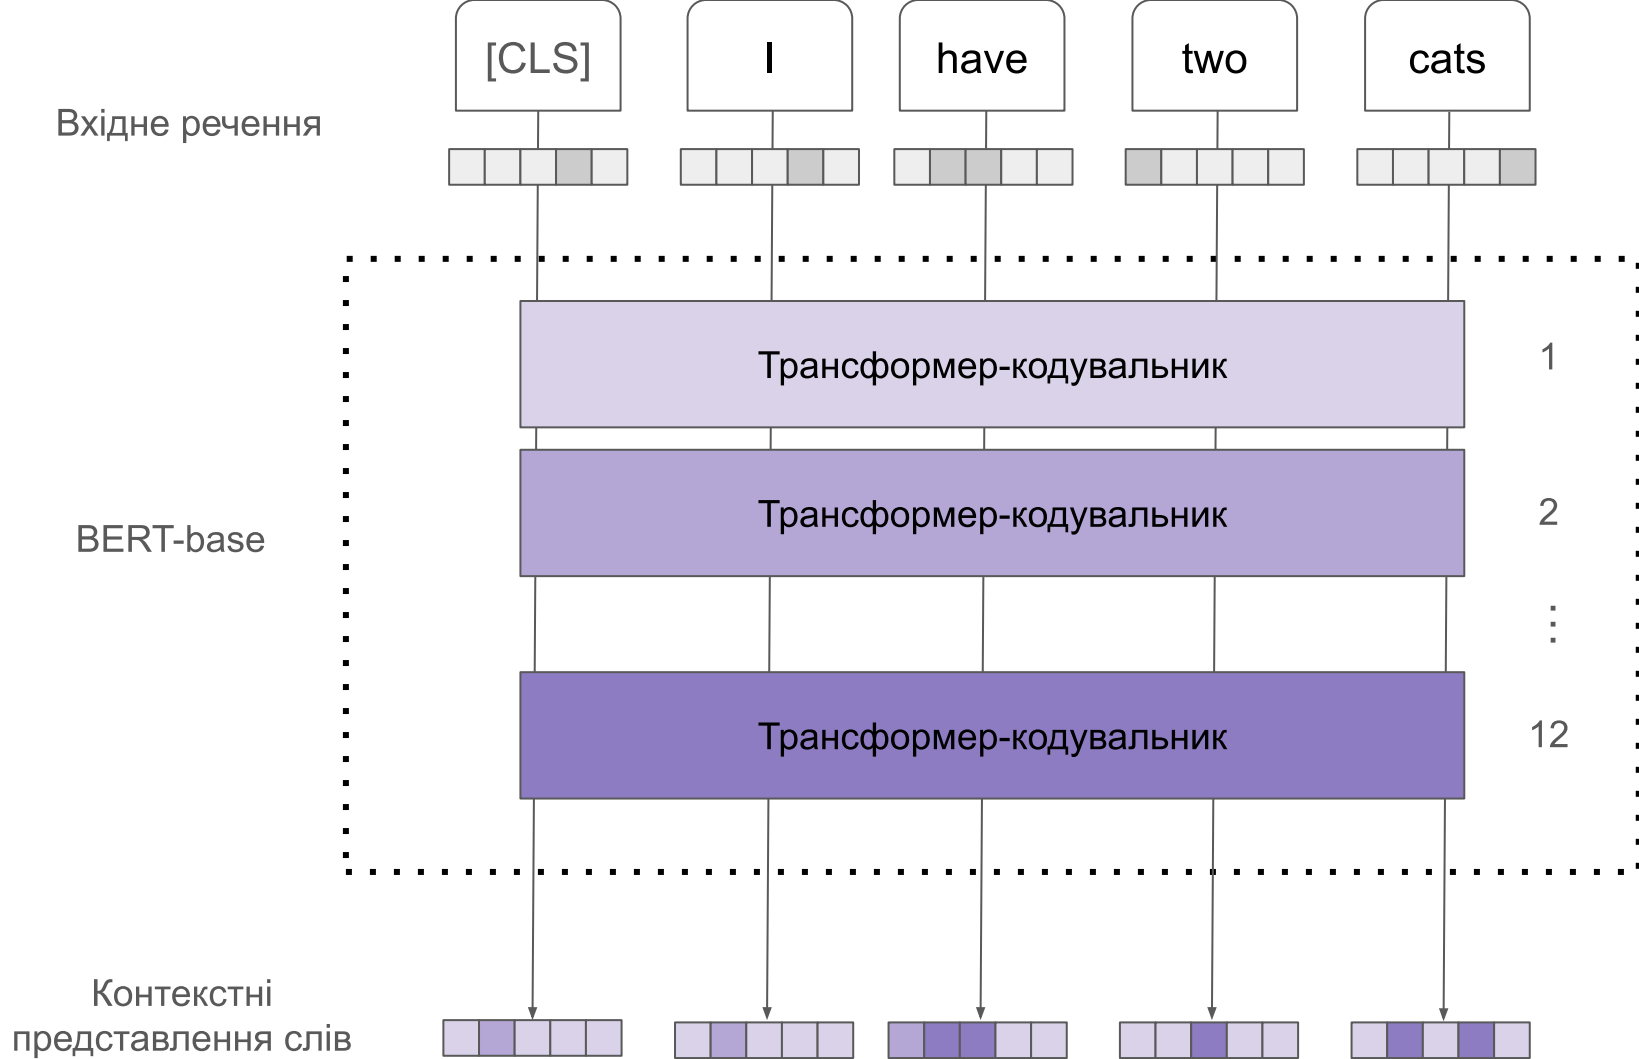 [CLS] I have two cats
Вхідне речення
Трансформер-кодувальник 1
Трансформер-кодувальник 2
BERT-base
⋮
Трансформер-кодувальник 12
Контекстні
представлення слів